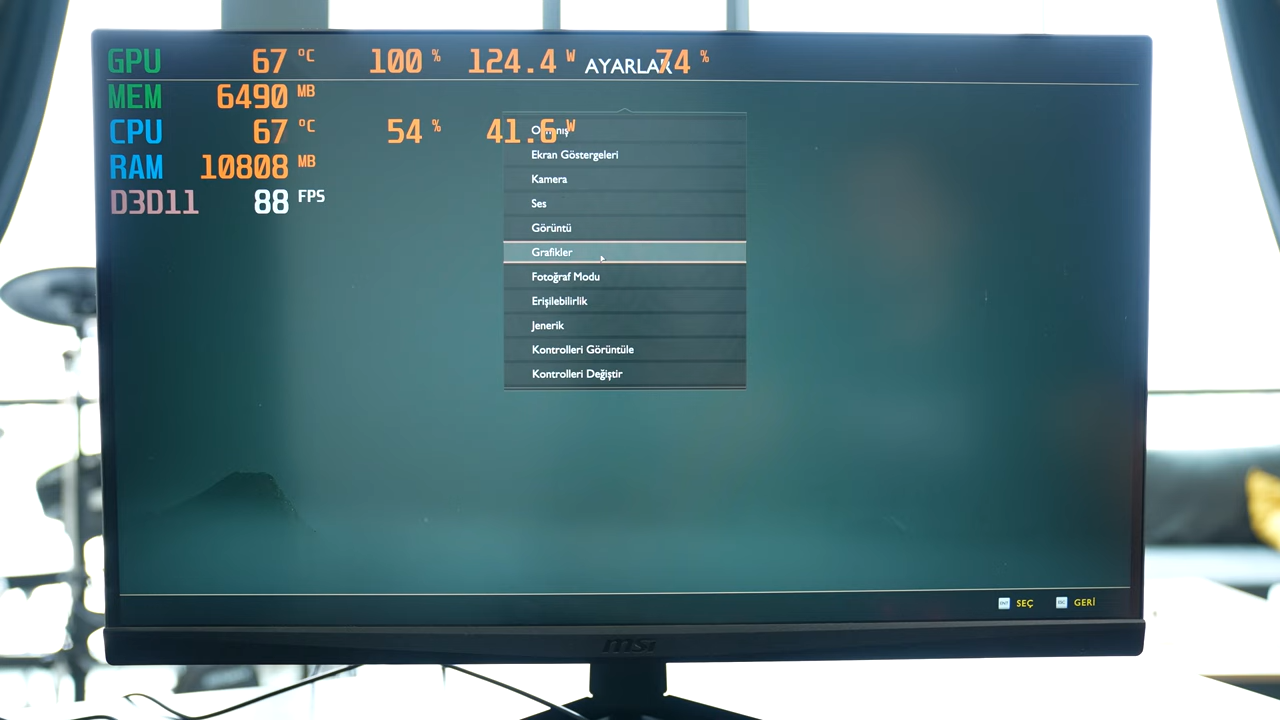 GPU 67 °C 100 % 124.4 W 74 %
AYARLAR
MEM 6490 MB
CPU 67 °C 54 % 41.6 W
RAM 10808 MB
D3D11 88 FPS
Ekran Göstergeleri
Kamera
Ses
Görüntü
Grafikler
Fotoğraf Modu
Erişilebilirlik
Jenerik
Kontrolleri Görüntüle
Kontrolleri Değiştir
SEÇ
ESC GERİ
msi